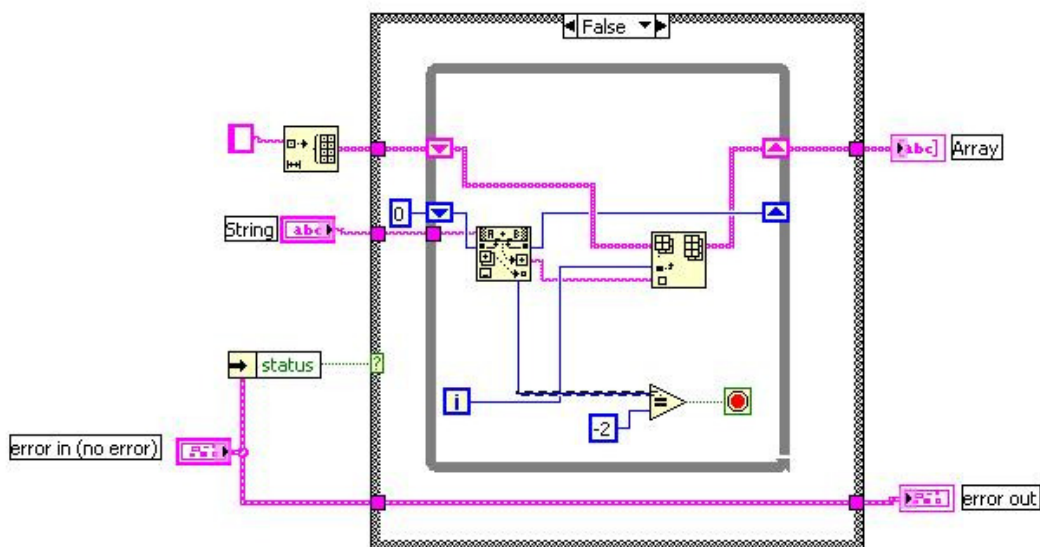 False
abc]
Array
0
String
abc
A + B
status
?
i
=
-2
error in (no error)
error out